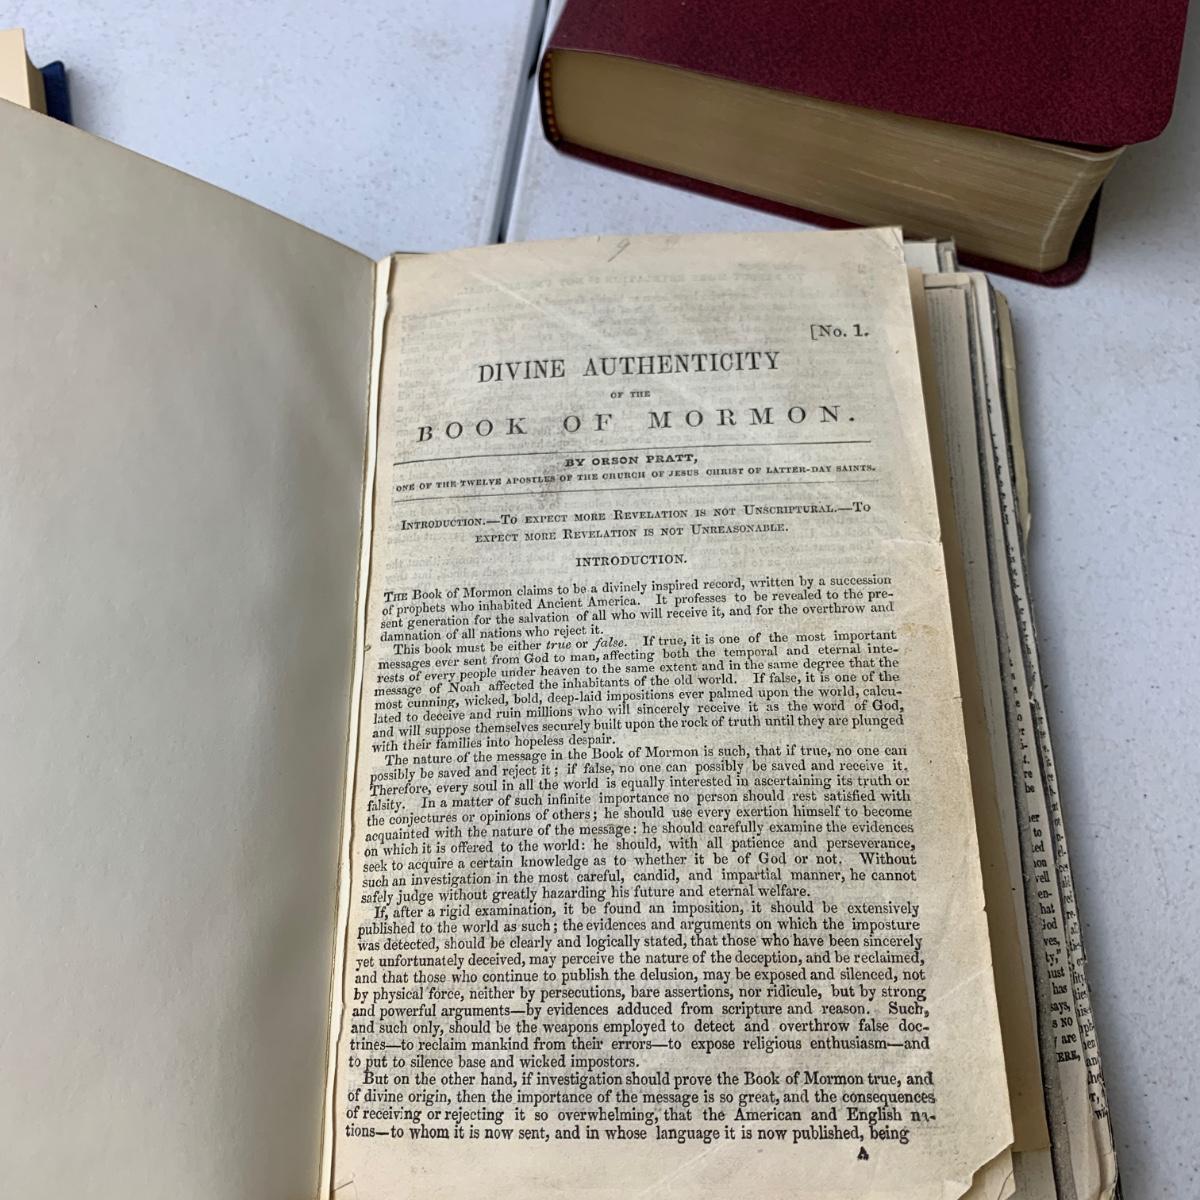 [No. 1.
DIVINE AUTHENTICITY
OF THE
BOOK OF MORMON.
BY ORSON PRATT,
ONE OF THE TWELVE APOSTLES OF THE CHURCH OF JESUS CHRIST OF LATTER-DAY SAINTS.
INTRODUCTION.—TO EXPECT MORE REVELATION IS NOT UNSCRIPTURAL.—TO
EXPECT MORE REVELATION IS NOT UNREASONABLE.
INTRODUCTION.
THE Book of Mormon claims to be a divinely inspired record, written by a succession
of prophets who inhabited Ancient America. It professes to be revealed to the pre-
sent generation for the salvation of all who will receive it, and for the overthrow and
damnation of all nations who reject it.
This book must be either true or false. If true, it is one of the most important
messages ever sent from God to man, affecting both the temporal and eternal inte-
rests of every people under heaven to the same extent and in the same degree that the
message of Noah affected the inhabitants of the old world. If false, it is one of the
most cunning, wicked, bold, deep-laid impositions ever palmed upon the world, calcu-
lated to deceive and ruin millions who will sincerely receive it as the word of God,
and will suppose themselves securely built upon the rock of truth until they are plunged
with their families into hopeless despair.
The nature of the message in the Book of Mormon is such, that if true, no one can
possibly be saved and reject it; if false, no one can possibly be saved and receive it.
Therefore, every soul in all the world is equally interested in ascertaining its truth or
falsity. In a matter of such infinite importance no person should rest satisfied with
the conjectures or opinions of others; he should use every exertion himself to become
acquainted with the nature of the message: he should carefully examine the evidences
on which it is offered to the world: he should, with all patience and perseverance,
seek to acquire a certain knowledge as to whether it be of God or not. Without
such an investigation in the most careful, candid, and impartial manner, he cannot
safely judge without greatly hazarding his future and eternal welfare.
If, after a rigid examination, it be found an imposition, it should be extensively
published to the world as such; the evidences and arguments on which the imposture
was detected, should be clearly and logically stated, that those who have been sincerely
yet unfortunately deceived, may perceive the nature of the deception, and be reclaimed,
and that those who continue to publish the delusion, may be exposed and silenced, not
by physical force, neither by persecutions, bare assertions, nor ridicule, but by strong
and powerful arguments—by evidences adduced from scripture and reason. Such,
and such only, should be the weapons employed to detect and overthrow false doc-
trines—to reclaim mankind from their errors—to expose religious enthusiasm—and
to put to silence base and wicked impostors.
But on the other hand, if investigation should prove the Book of Mormon true, and
of divine origin, then the importance of the message is so great, and the consequences
of receiving or rejecting it so overwhelming, that the American and English na-
tions—to whom it is now sent, and in whose language it is now published, being
A